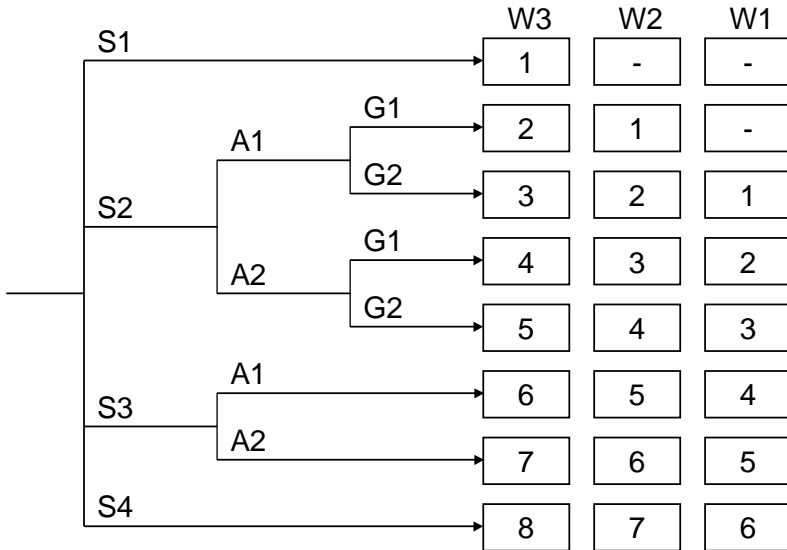 W3 W2 W1
S1 1 - -
G1 2 1 -
A1
G2 3 2 1
S2
G1 4 3 2
A2
G2 5 4 3
A1 6 5 4
S3
A2 7 6 5
S4 8 7 6